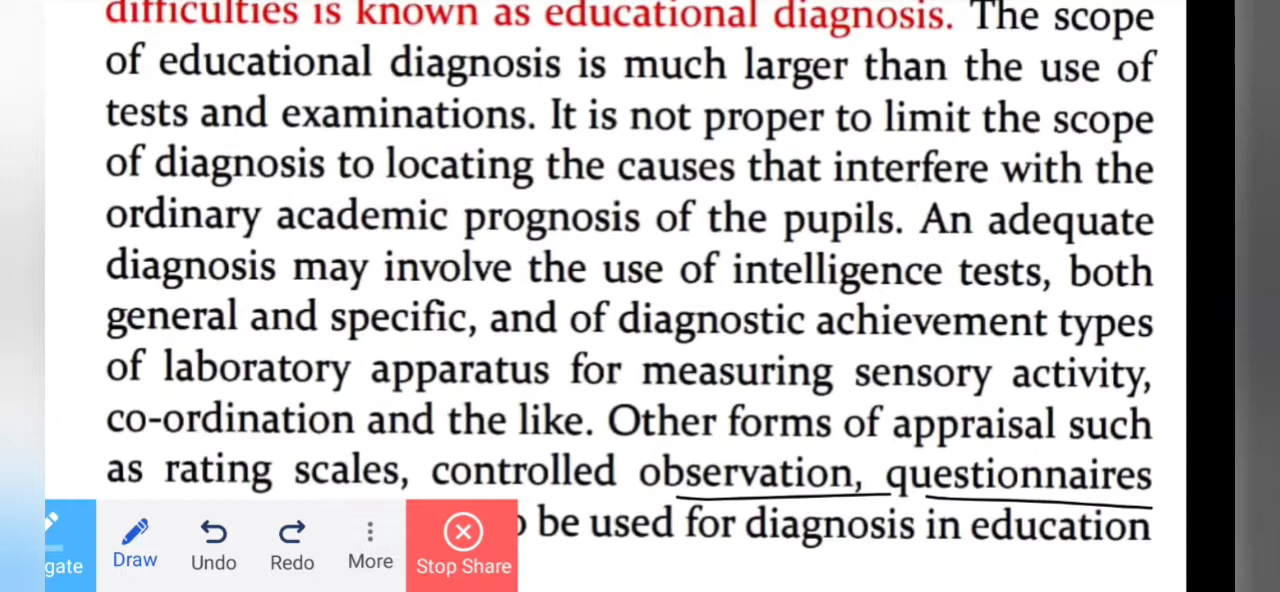 difficulties is known as educational diagnosis. The scope
of educational diagnosis is much larger than the use of
tests and examinations. It is not proper to limit the scope
of diagnosis to locating the causes that interfere with the
ordinary academic prognosis of the pupils. An adequate
diagnosis may involve the use of intelligence tests, both
general and specific, and of diagnostic achievement types
of laboratory apparatus for measuring sensory activity,
co-ordination and the like. Other forms of appraisal such
as rating scales, controlled observation, questionnaires
be used for diagnosis in education
gate Draw Undo Redo More Stop Share